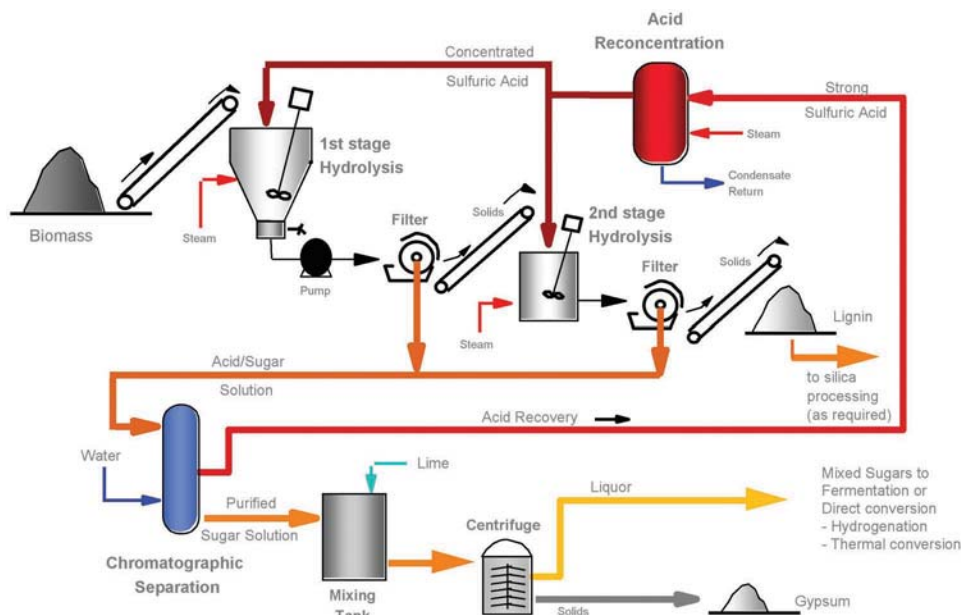 Acid
Reconcentration
Concentrated
Sulfuric Acid
Strong
Sulfuric Acid
Steam
Condensate
Return
1st stage
Hydrolysis
Biomass
Steam
Pump
Filter
Solids
2nd stage
Hydrolysis
Steam
Filter
Solids
Lignin
to silica
processing
(as required)
Acid/Sugar
Solution
Acid Recovery
Water
Purified
Sugar Solution
Chromatographic
Separation
Lime
Mixing
Tank
Centrifuge
Liquor
Solids
Gypsum
Mixed Sugars to
Fermentation or
Direct conversion
- Hydrogenation
- Thermal conversion